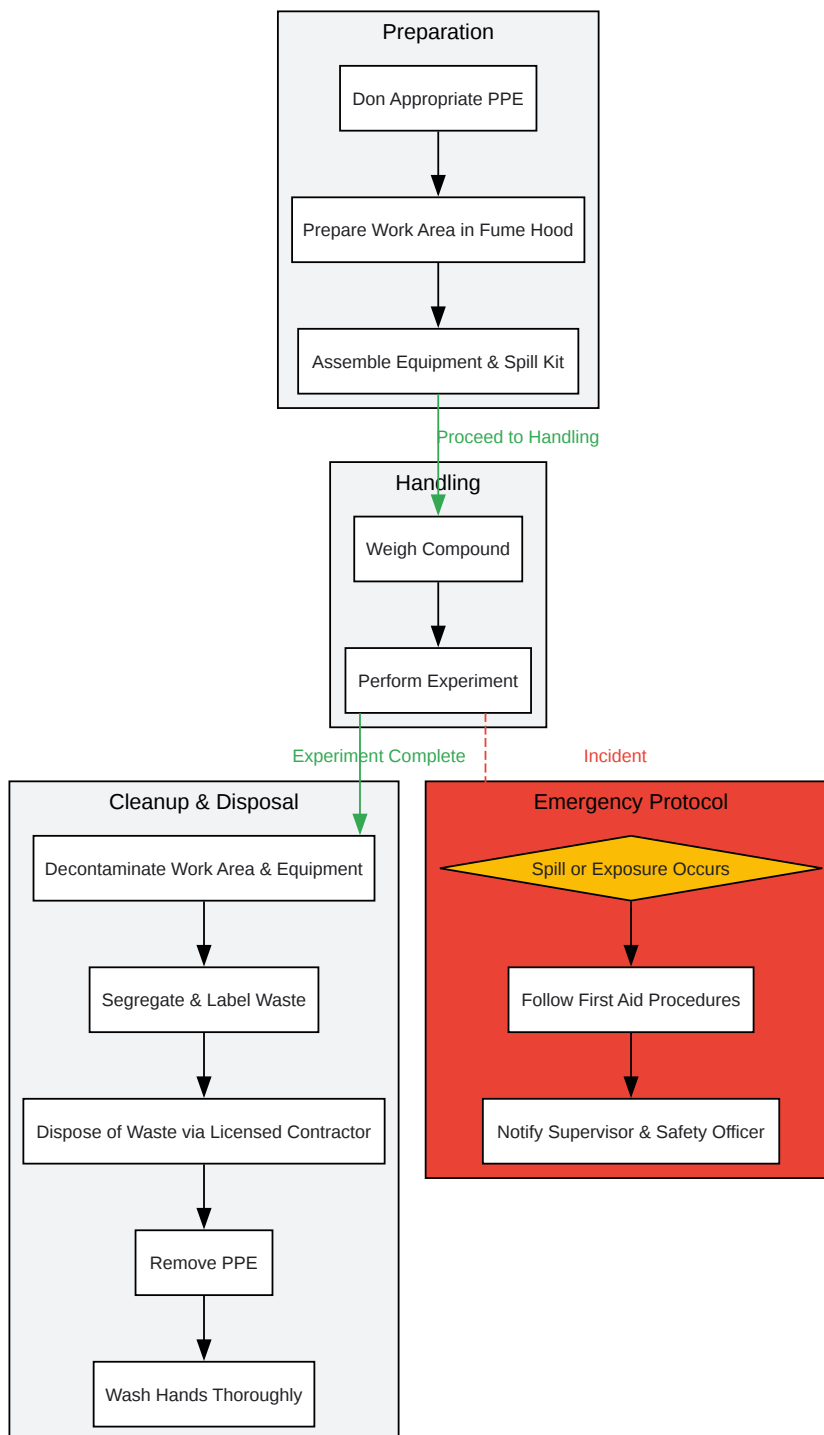 Preparation
Don Appropriate PPE
Prepare Work Area in Fume Hood
Assemble Equipment & Spill Kit
Proceed to Handling
Handling
Weigh Compound
Perform Experiment
Experiment Complete
Incident
Cleanup & Disposal
Decontaminate Work Area & Equipment
Segregate & Label Waste
Dispose of Waste via Licensed Contractor
Remove PPE
Wash Hands Thoroughly
Emergency Protocol
Spill or Exposure Occurs
Follow First Aid Procedures
Notify Supervisor & Safety Officer